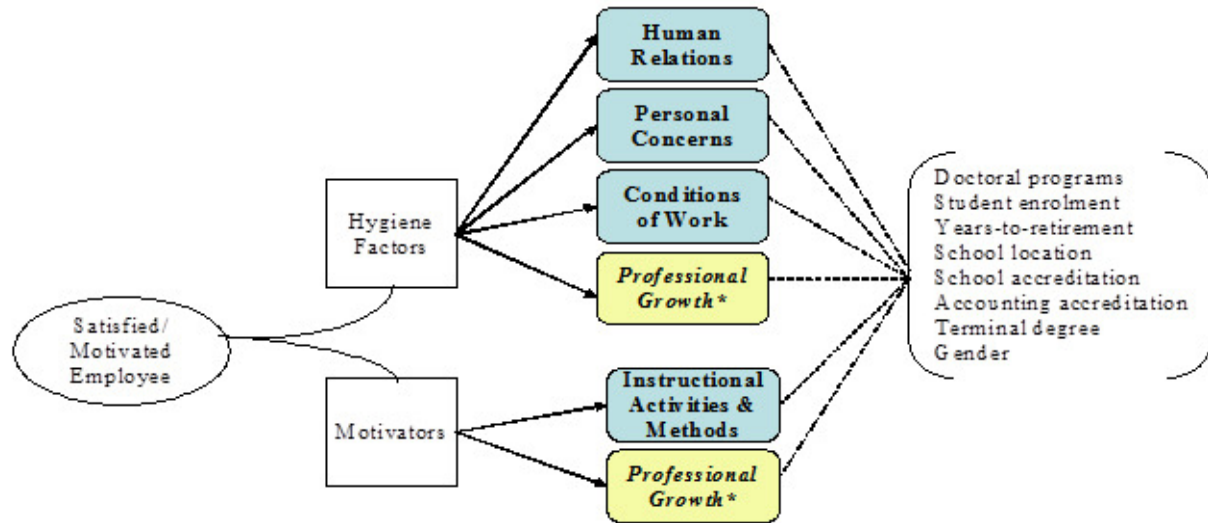 Human
Relations
Personal
Concerns
Conditions
of Work
Hygiene
Factors
Professional
Growth*
Satisfied/
Motivated
Employee
Motivators
Instructional
Activities &
Methods
Professional
Growth*
Doctoral programs
Student enrolment
Years-to-retirement
School location
School accreditation
Accounting accreditation
Terminal degree
Gender